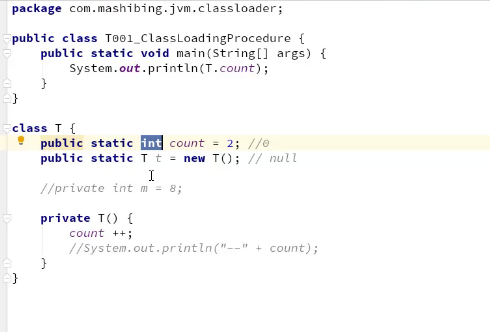 package com.mashibing.jvm.classloader;
public class T001_ClassLoadingProcedure {
public static void main(String[] args) {
System.out.println(T.count);
}
}
class T {
public static int count = 2; //0
public static T t = new T(); // null
//private int m = 8;
private T() {
count ++;
//System.out.println("--" + count);
}
}